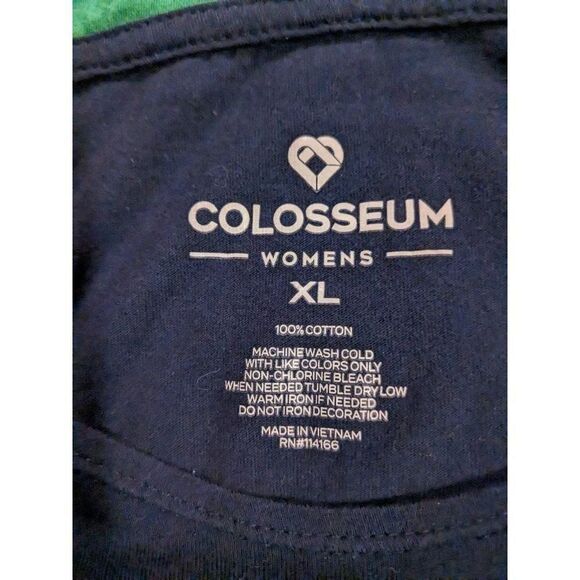 COLOSSEUM
WOMENS
XL
100% COTTON
MACHINE WASH COLD
WITH LIKE COLORS ONLY
NON-CHLORINE BLEACH
WHEN NEEDED TUMBLE DRY LOW
WARM IRON IF NEEDED
DO NOT IRON DECORATION
MADE IN VIETNAM
RN#114166